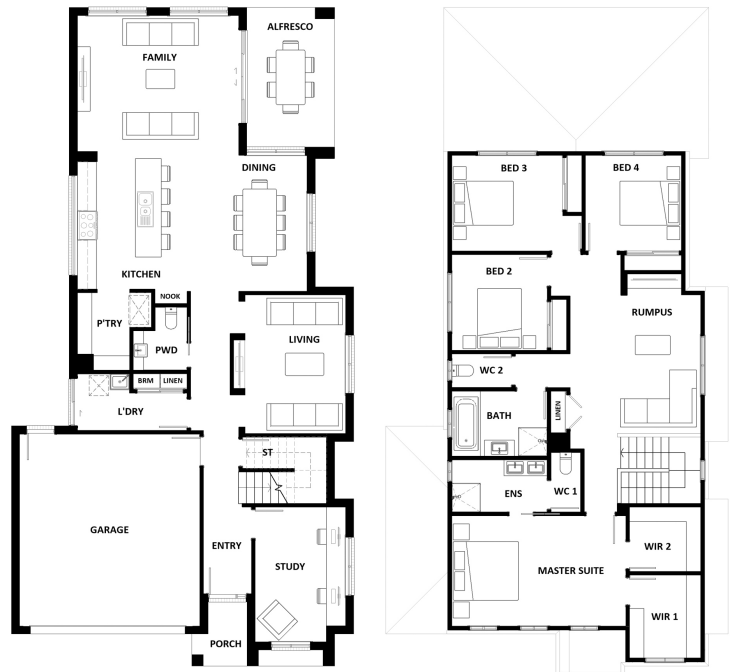 FAMILY
ALFRESCO
DINING
KITCHEN
NOOK
P'TRY
PWD
LIVING
BRM
LINEN
L'DRY
ST
GARAGE
ENTRY
STUDY
PORCH
BED 3
BED 4
BED 2
RUMPUS
WC 2
BATH
LINEN
ENS
WC 1
MASTER SUITE
WIR 2
WIR 1